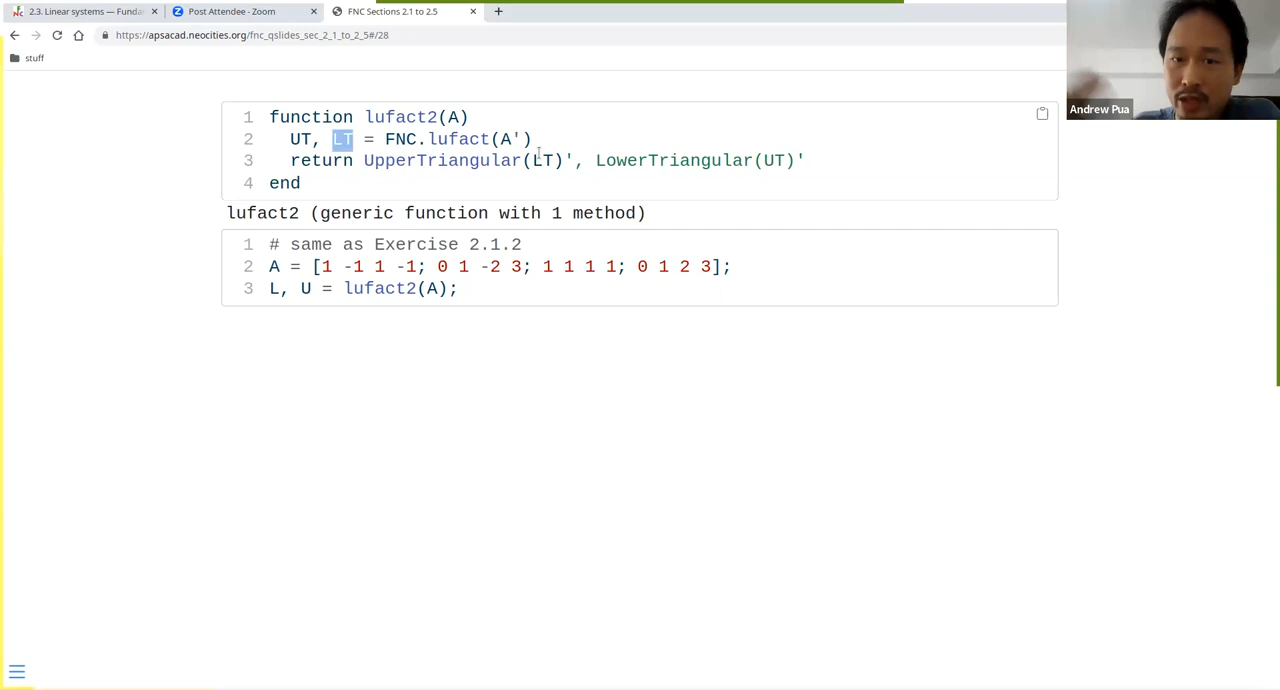 2.3. Linear systems — Funda
Post Attendee - Zoom
FNC Sections 2.1 to 2.5
https://apsacad.neocities.org/fnc_qslides_sec_2_1_to_2_5#/28
stuff
Andrew Pua
1 function lufact2(A)
2 UT, LT = FNC.lufact(A')
3 return UpperTriangular(LT)', LowerTriangular(UT)'
4 end
lufact2 (generic function with 1 method)
1 # same as Exercise 2.1.2
2 A = [1 -1 1 -1; 0 1 -2 3; 1 1 1 1; 0 1 2 3];
3 L, U = lufact2(A);